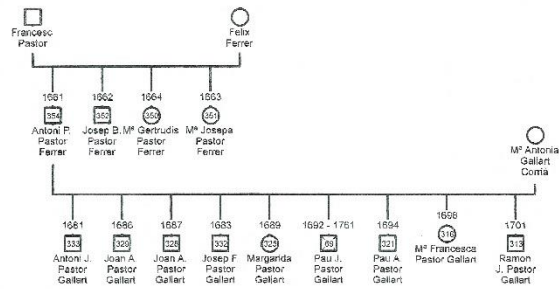 Francesc
Pastor
Felix
Ferrer
1661 1662 1664 1663
354 352 350 351
Antoni P. Josep B. Mª Gertrudis Mª Josepa
Pastor Pastor Pastor Pastor
Ferrer Ferrer Ferrer Ferrer
Mª Antonia
Gallart
Corria
1681 1686 1687 1683 1689 1692 - 1761 1694 1698 1701
333 329 328 332 325 69 321 316 313
Antoni J. Joan A. Joan A. Josep F. Margarida Pau J. Pau A. Mª Francesca Ramon
Pastor Pastor Pastor Pastor Pastor Pastor Pastor Pastor Gallart J. Pastor
Gallart Gallart Gallart Gallart Gallart Gallart Gallart Gallart